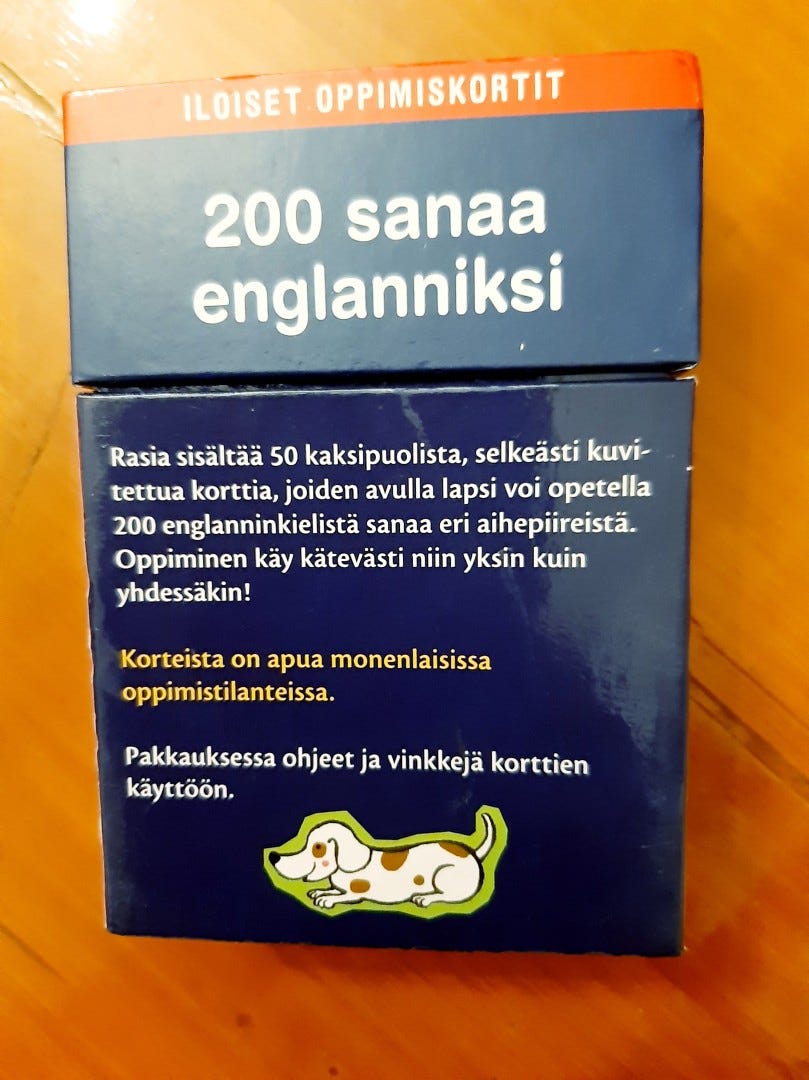 ILOISET OPPIMISKORTIT
200 sanaa
englanniksi
Rasia sisältää 50 kaksipuolista, selkeästi kuvi-
tettua korttia, joiden avulla lapsi voi opetella
200 englanninkielistä sanaa eri aihepiireistä.
Oppiminen käy kätevästi niin yksin kuin
yhdessäkin!
Korteista on apua monenlaisissa
oppimistilanteissa.
Pakkauksessa ohjeet ja vinkkejä korttien
käyttöön.